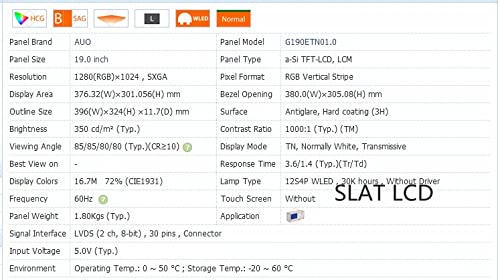 HCG B SAG L WLED Normal
Panel Brand AUO Panel Model G190ETN01.0
Panel Size 19.0 inch Panel Type a-Si TFT-LCD, LCM
Resolution 1280(RGB)×1024 , SXGA Pixel Format RGB Vertical Stripe
Display Area 376.32(W)×301.056(H) mm Bezel Opening 380.0(W)×305.08(H) mm
Outline Size 396(W)×324(H) ×11.7(D) mm Surface Antiglare, Hard coating (3H)
Brightness 350 cd/m² (Typ.) Contrast Ratio 1000:1 (Typ.) (TM)
Viewing Angle 85/85/80/80 (Typ.)(CR≥10) ? Display Mode TN, Normally White, Transmissive
Best View on - Response Time 3.6/1.4 (Typ.)(Tr/Td)
Display Colors 16.7M 72% (CIE1931) Lamp Type 12S4P WLED , 30K hours , Without Driver
Frequency 60Hz ? Touch Screen Without
SLAT LCD
Panel Weight 1.80Kgs (Typ.) Application
Signal Interface LVDS (2 ch, 8-bit) , 30 pins , Connector
Input Voltage 5.0V (Typ.)
Environment Operating Temp.: 0 ~ 50 °C ; Storage Temp.: -20 ~ 60 °C